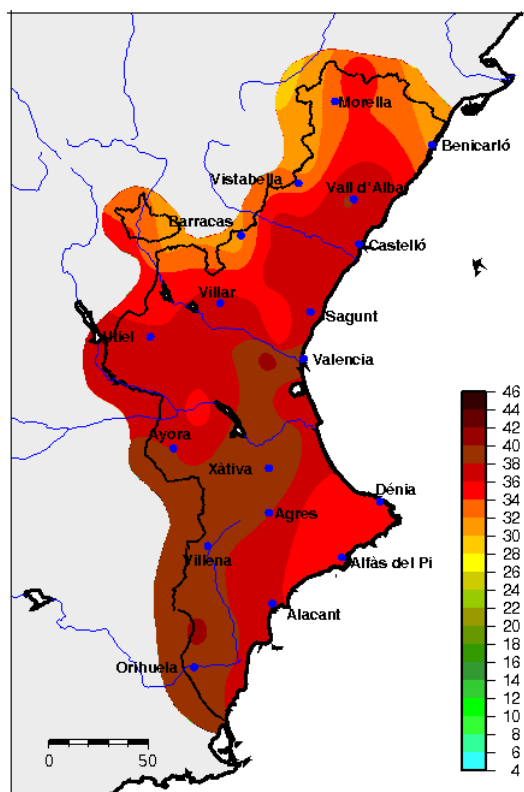 Morella
Benicarló
Vistabella
Vall d'Alba
Barracas
Castelló
Villar
Sagunt
Utiel
Valencia
Ayora
Xàtiva
Dénia
Agres
Villena
Alfàs del Pi
Alacant
Orihuela
0 50
46
44
42
40
38
36
34
32
30
28
26
24
22
20
18
16
14
12
10
8
6
4